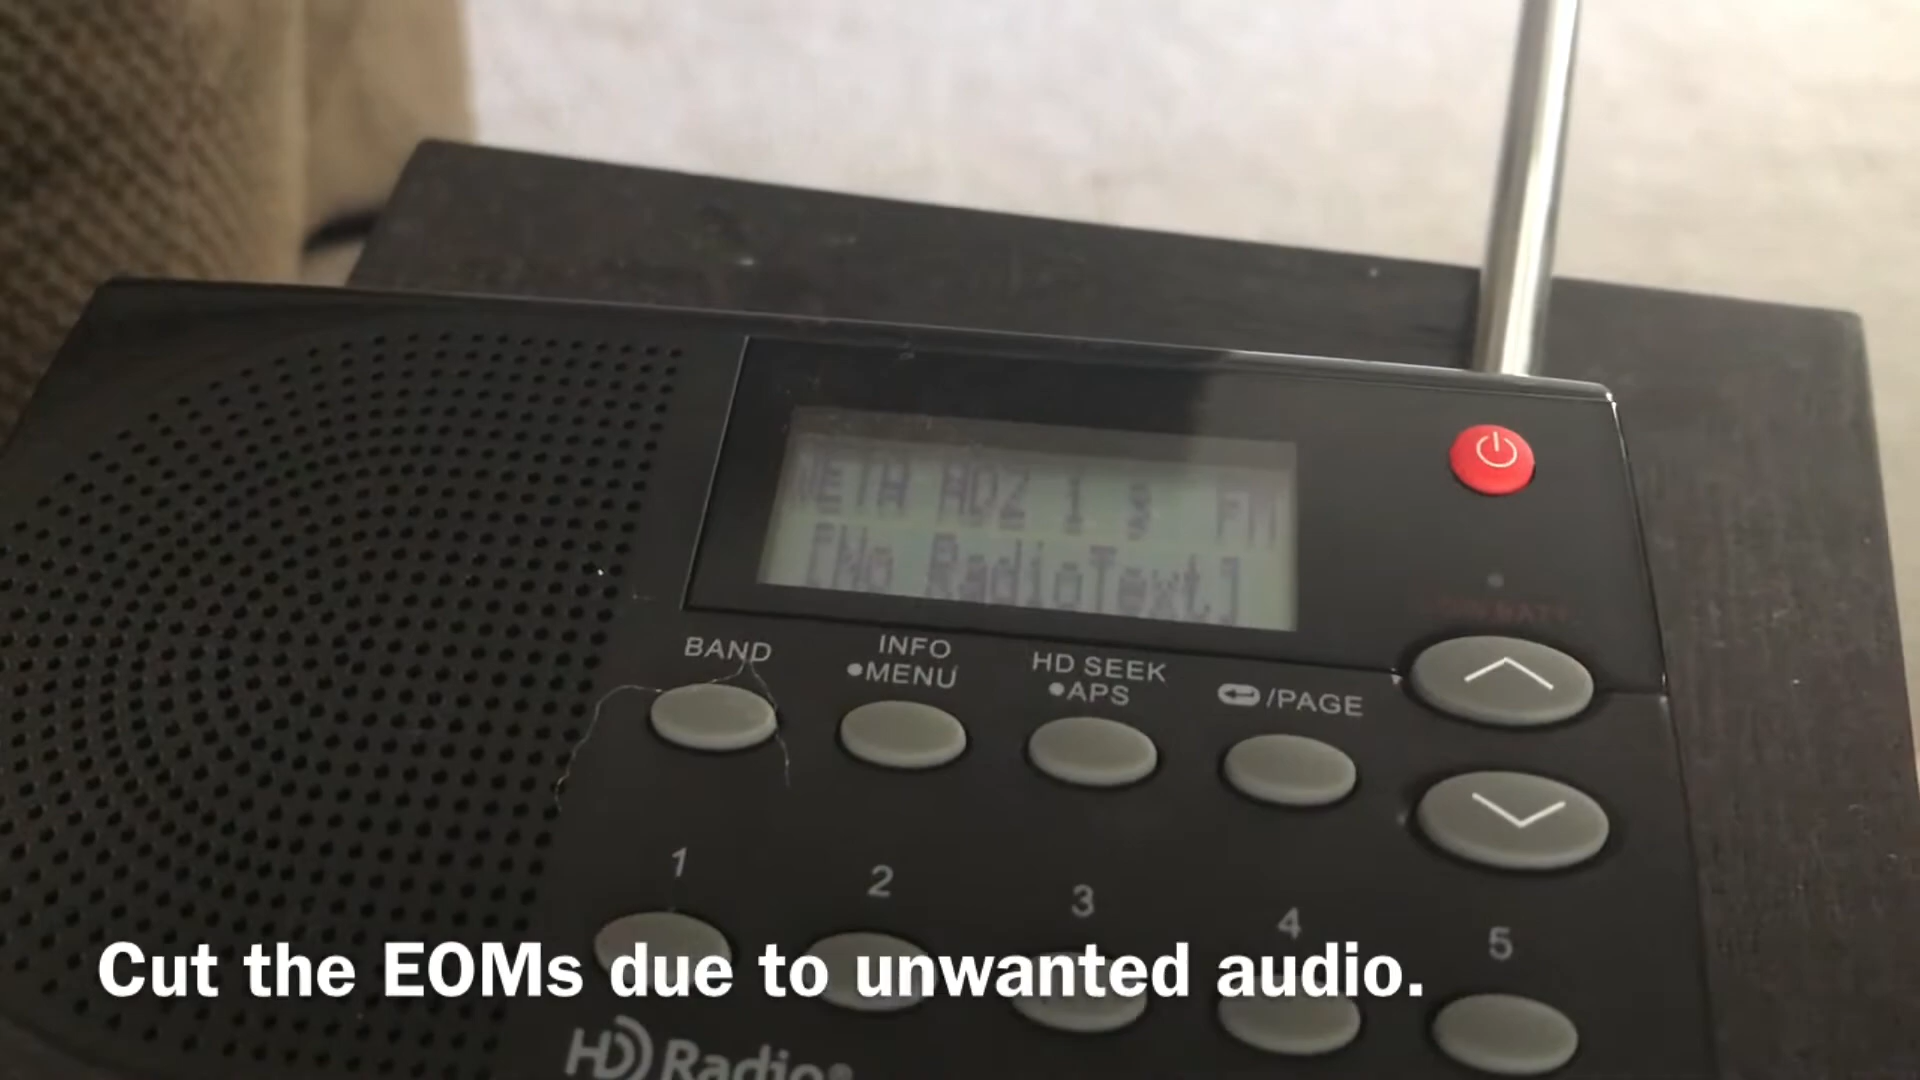 FM
[No RadioText]
BAND
INFO
•MENU
HD SEEK
•APS
/PAGE
1
2
3
4
5
Cut the EOMs due to unwanted audio.
HD Radio®